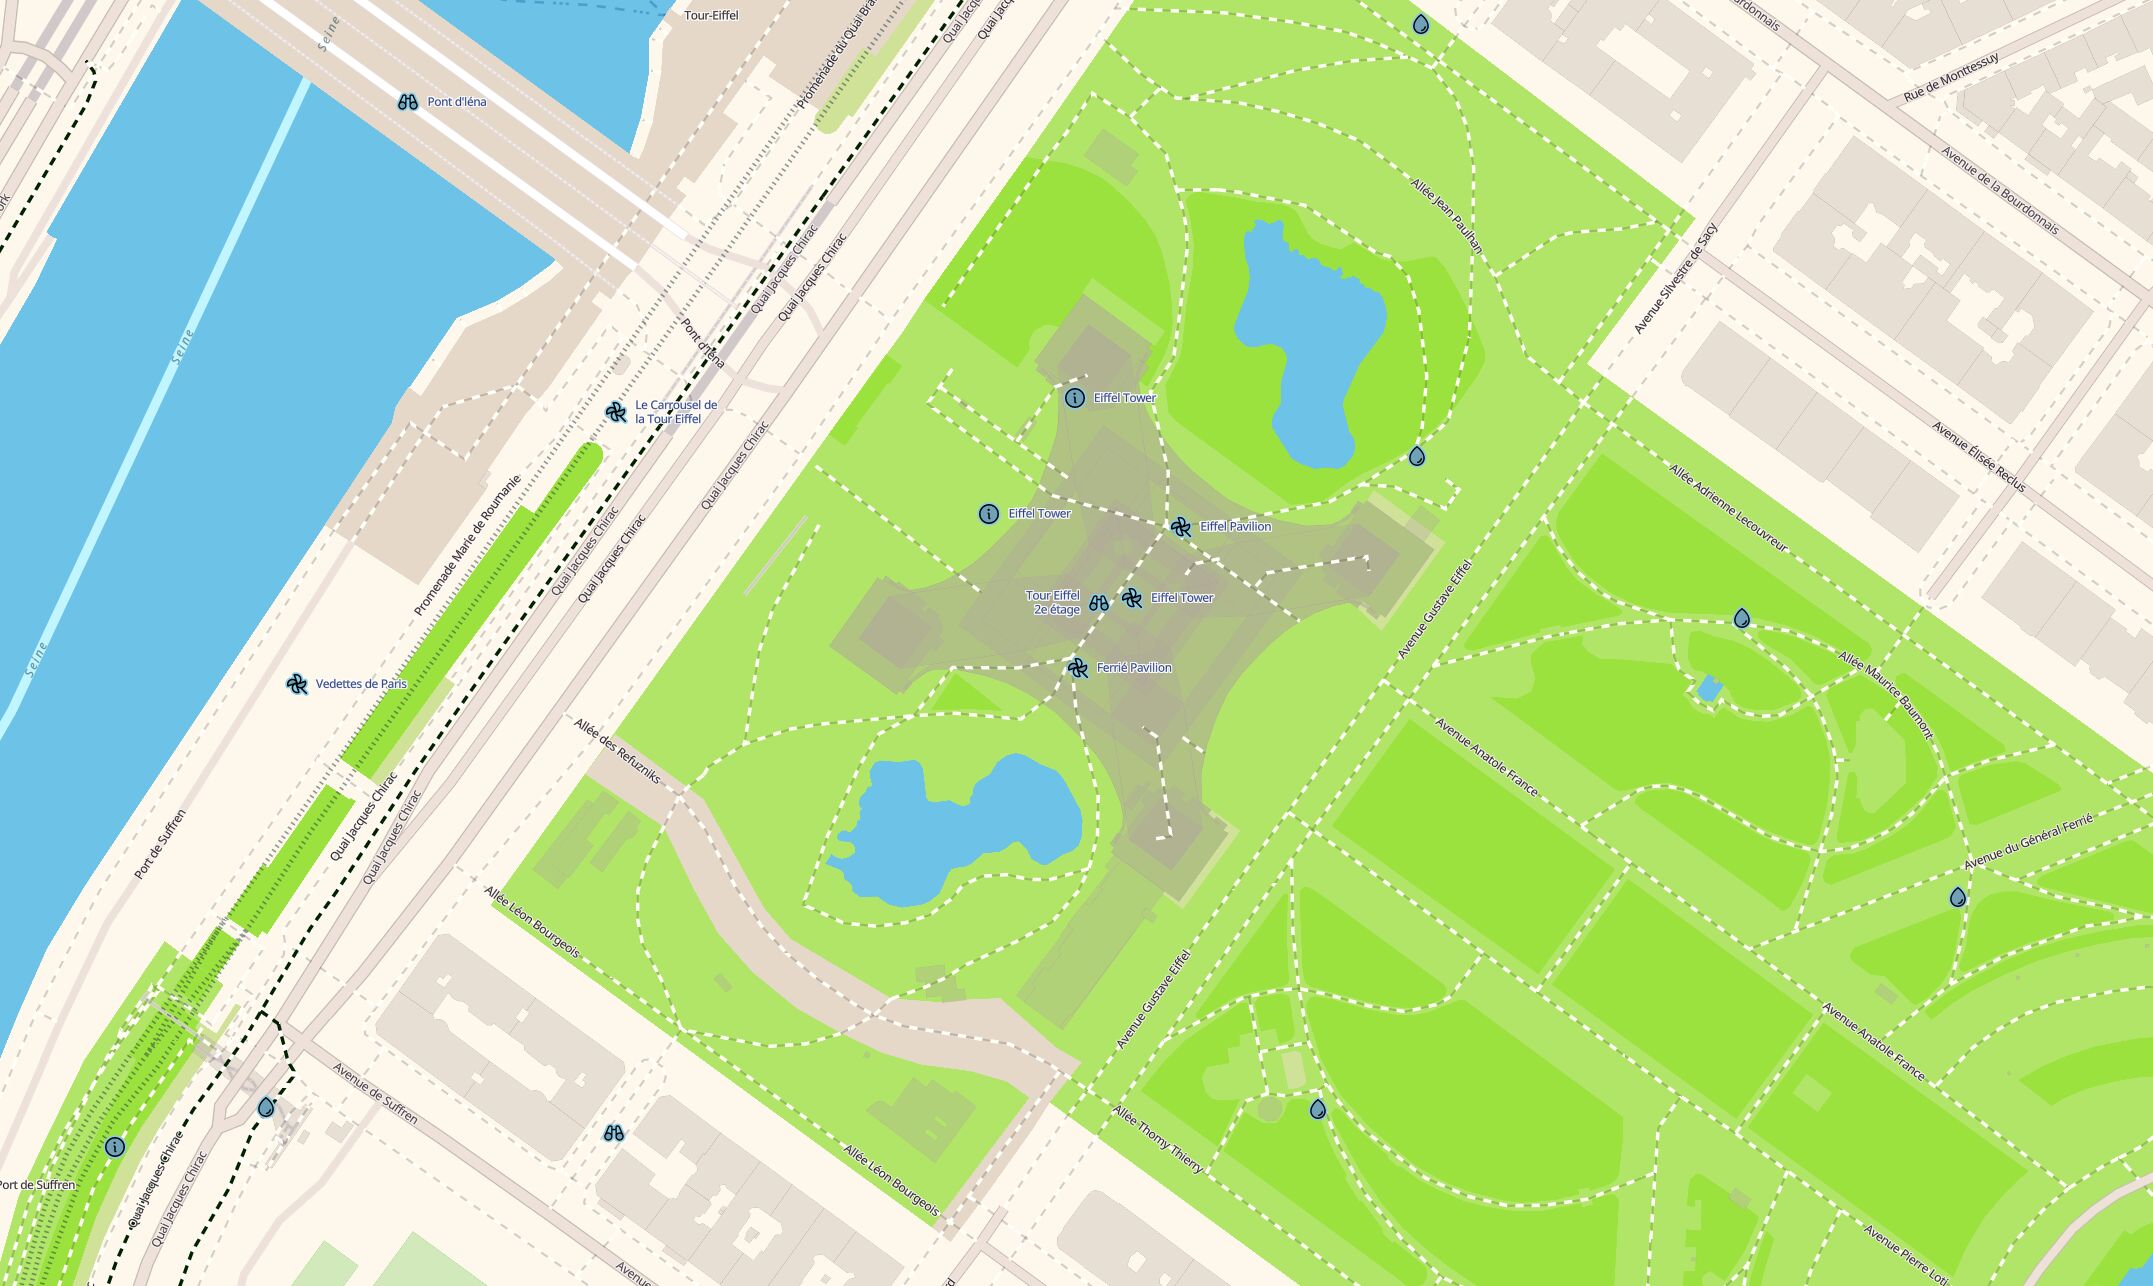 Tour-Eiffel
Seine
Promenade du Quai Bra
Quai Jacq
Quai Jacq
ourdonnais
Rue de Monttessuy
Pont d'Iéna
Avenue de la Bourdonnais
ork
Allée Jean Paulhan
Avenue Silvestre de Sacy
Quai Jacques Chirac
Quai Jacques Chirac
Seine
Pont d'Iéna
Eiffel Tower
Le Carrousel de
la Tour Eiffel
Quai Jacques Chirac
Avenue Élisée Reclus
Allée Adrienne Lecouvreur
Promenade Marie de Roumanie
Eiffel Tower
Eiffel Pavilion
Quai Jacques Chirac
Quai Jacques Chirac
Tour Eiffel
2e étage
Eiffel Tower
Avenue Gustave Eiffel
Seine
Ferrié Pavilion
Vedettes de Paris
Allée Maurice Baumont
Allée des Refuzniks
Avenue Anatole France
Port de Suffren
Quai Jacques Chirac
Quai Jacques Chirac
Avenue du Général Ferrié
Allée Léon Bourgeois
Avenue Gustave Eiffel
Avenue Anatole France
Avenue de Suffren
Allée Thomy Thierry
Port de Suffren
Quai Jacques Chirac
Quai Jacques Chirac
Allée Léon Bourgeois
Avenue Pierre Loti
Avenue
rd